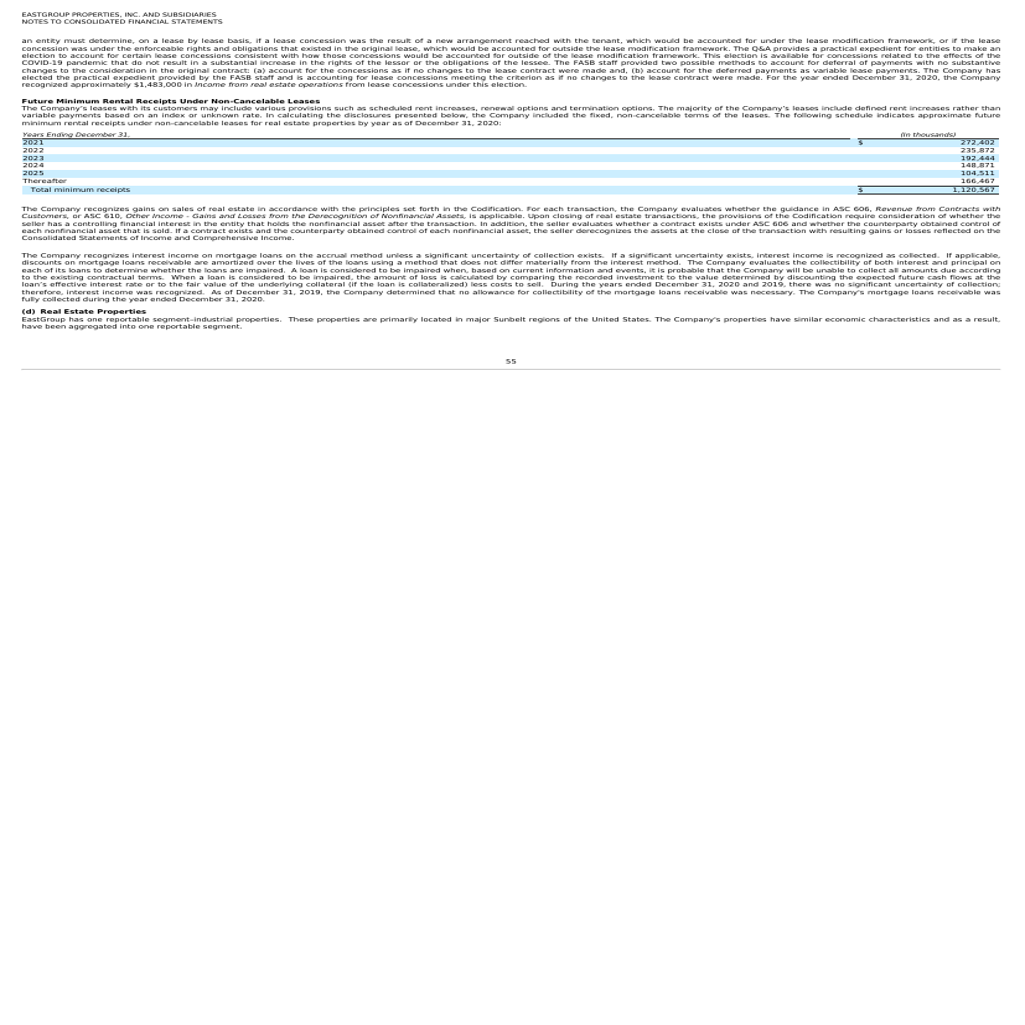 EASTGROUP PROPERTIES, INC. AND SUBSIDIARIES
NOTES TO CONSOLIDATED FINANCIAL STATEMENTS
an entity must determine, on a lease by lease basis, if a lease concession was the result of a new arrangement reached with the tenant, which would be accounted for under the lease modification framework, or if the lease
concession was under the enforceable rights and obligations that existed in the original lease, which would be accounted for outside the lease modification framework. The Q&A provides a practical expedient for entities to make an
election to account for certain lease concessions consistent with how those concessions would be accounted for outside of the lease modification framework. This election is available for concessions related to the effects of the
COVID-19 pandemic that do not result in a substantial increase in the rights of the lessor or the obligations of the lessee. The FASB staff provided two possible methods to account for deferral of payments with no substantive
changes to the consideration in the original contract: (a) account for the concessions as if no changes to the lease contract were made and, (b) account for the deferred payments as variable lease payments. The Company has
elected the practical expedient provided by the FASB staff and is accounting for lease concessions meeting the criterion as if no changes to the lease contract were made. For the year ended December 31, 2020, the Company
recognized approximately $1,483,000 in Income from real estate operations from lease concessions under this election.
Future Minimum Rental Receipts Under Non-Cancelable Leases
The Company's leases with its customers may include various provisions such as scheduled rent increases, renewal options and termination options. The majority of the Company's leases include defined rent increases rather than
variable payments based on an index or unknown rate. In calculating the disclosures presented below, the Company included the fixed, non-cancelable terms of the leases. The following schedule indicates approximate future
minimum rental receipts under non-cancelable leases for real estate properties by year as of December 31, 2020:
Years Ending December 31, (In thousands)
2021 $ 272,402
2022 235,872
2023 192,444
2024 148,871
2025 104,511
Thereafter 166,467
Total minimum receipts $ 1,120,567
The Company recognizes gains on sales of real estate in accordance with the principles set forth in the Codification. For each transaction, the Company evaluates whether the guidance in ASC 606, Revenue from Contracts with
Customers, or ASC 610, Other Income - Gains and Losses from the Derecognition of Nonfinancial Assets, is applicable. Upon closing of real estate transactions, the provisions of the Codification require consideration of whether the
seller has a controlling financial interest in the entity that holds the nonfinancial asset after the transaction. In addition, the seller evaluates whether a contract exists under ASC 606 and whether the counterparty obtained control of
each nonfinancial asset that is sold. If a contract exists and the counterparty obtained control of each nonfinancial asset, the seller derecognizes the assets at the close of the transaction with resulting gains or losses reflected on the
Consolidated Statements of Income and Comprehensive Income.
The Company recognizes interest income on mortgage loans on the accrual method unless a significant uncertainty of collection exists. If a significant uncertainty exists, interest income is recognized as collected. If applicable,
discounts on mortgage loans receivable are amortized over the lives of the loans using a method that does not differ materially from the interest method. The Company evaluates the collectibility of both interest and principal on
each of its loans to determine whether the loans are impaired. A loan is considered to be impaired when, based on current information and events, it is probable that the Company will be unable to collect all amounts due according
to the existing contractual terms. When a loan is considered to be impaired, the amount of loss is calculated by comparing the recorded investment to the value determined by discounting the expected future cash flows at the
loan's effective interest rate or to the fair value of the underlying collateral (if the loan is collateralized) less costs to sell. During the years ended December 31, 2020 and 2019, there was no significant uncertainty of collection;
therefore, interest income was recognized. As of December 31, 2019, the Company determined that no allowance for collectibility of the mortgage loans receivable was necessary. The Company's mortgage loans receivable was
fully collected during the year ended December 31, 2020.
(d) Real Estate Properties
EastGroup has one reportable segment–industrial properties. These properties are primarily located in major Sunbelt regions of the United States. The Company's properties have similar economic characteristics and as a result,
have been aggregated into one reportable segment.
55